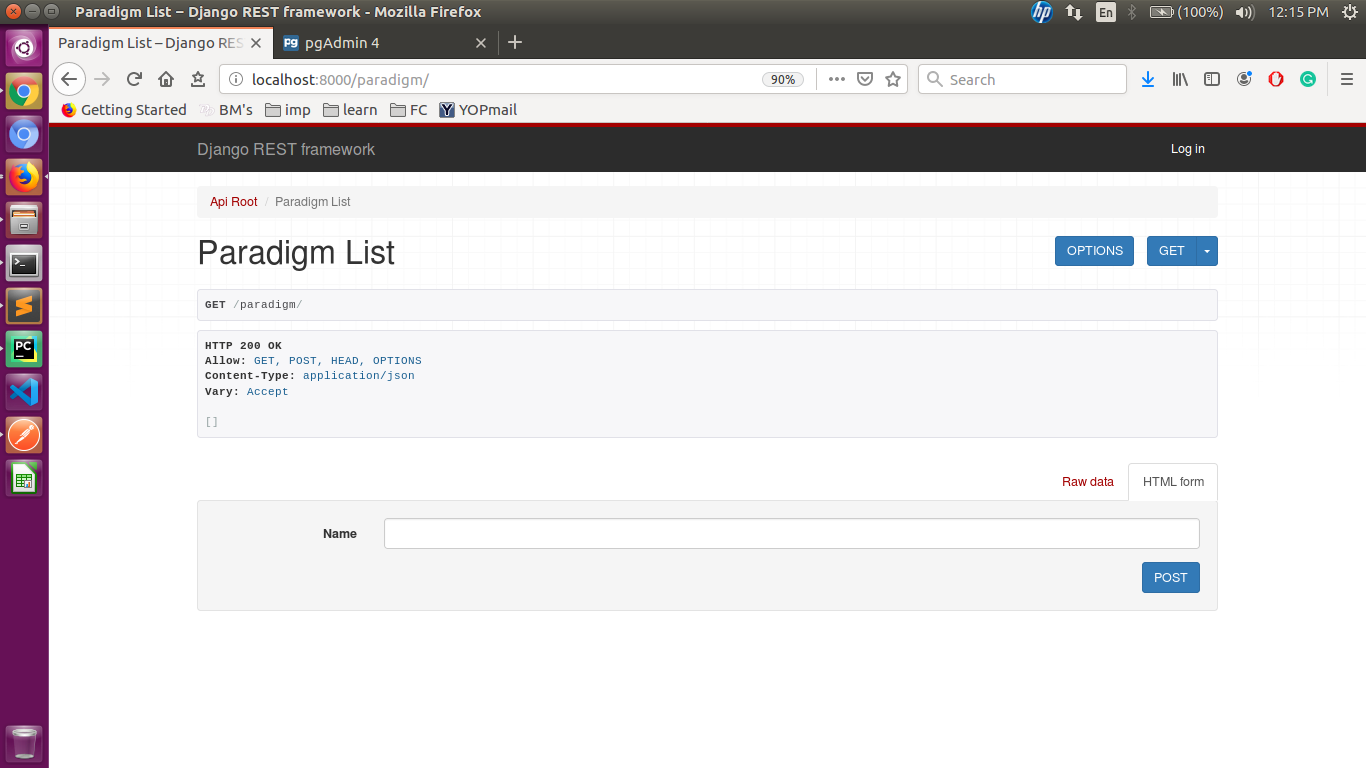 Paradigm List – Django REST framework - Mozilla Firefox
hp
En
(100%)
12:15 PM
Paradigm List – Django RES
Pg pgAdmin 4
localhost:8000/paradigm/
90%
Search
Getting Started
BM's
imp
learn
FC
Y YOPmail
Django REST framework
Log in
Api Root / Paradigm List
Paradigm List
OPTIONS
GET
GET /paradigm/
HTTP 200 OK
Allow: GET, POST, HEAD, OPTIONS
Content-Type: application/json
Vary: Accept
[]
Raw data
HTML form
Name
POST
PC